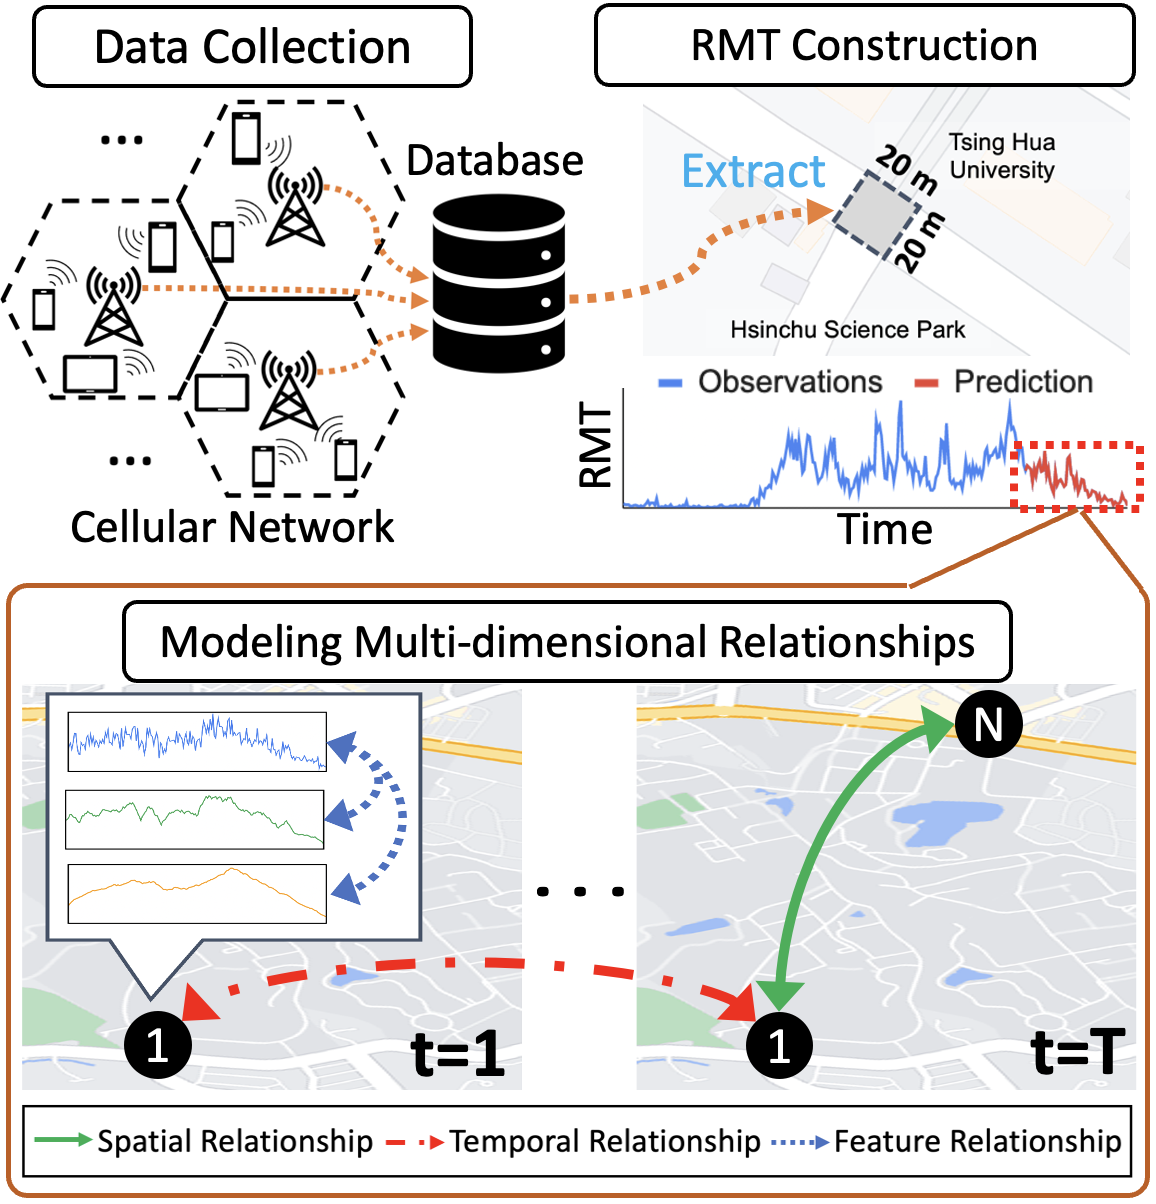 Data Collection
RMT Construction
...
Database
Extract
20 m
20 m
Tsing Hua
University
Hsinchu Science Park
...
Cellular Network
Observations
Prediction
RMT
Time
Modeling Multi-dimensional Relationships
N
...
1
t=1
1
t=T
Spatial Relationship
Temporal Relationship
Feature Relationship